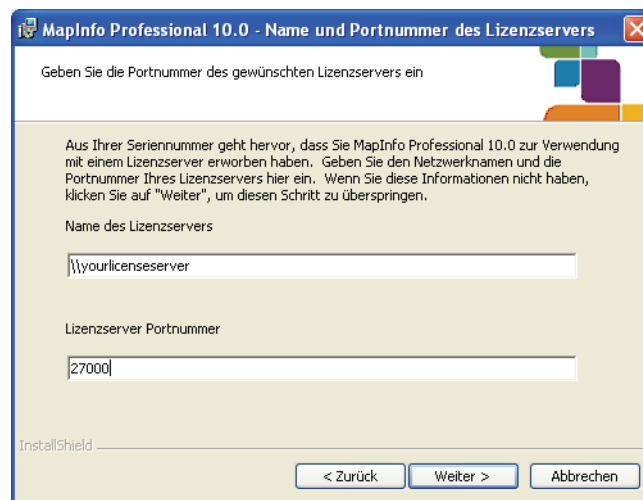 MapInfo Professional 10.0 - Name und Portnummer des Lizenzservers
Geben Sie die Portnummer des gewünschten Lizenzservers ein
Aus Ihrer Seriennummer geht hervor, dass Sie MapInfo Professional 10.0 zur Verwendung
mit einem Lizenzserver erworben haben. Geben Sie den Netzwerknamen und die
Portnummer Ihres Lizenzservers hier ein. Wenn Sie diese Informationen nicht haben,
klicken Sie auf "Weiter", um diesen Schritt zu überspringen.
Name des Lizenzservers
\\yourlicenseserver
Lizenzserver Portnummer
27000
InstallShield
< Zurück Weiter > Abbrechen